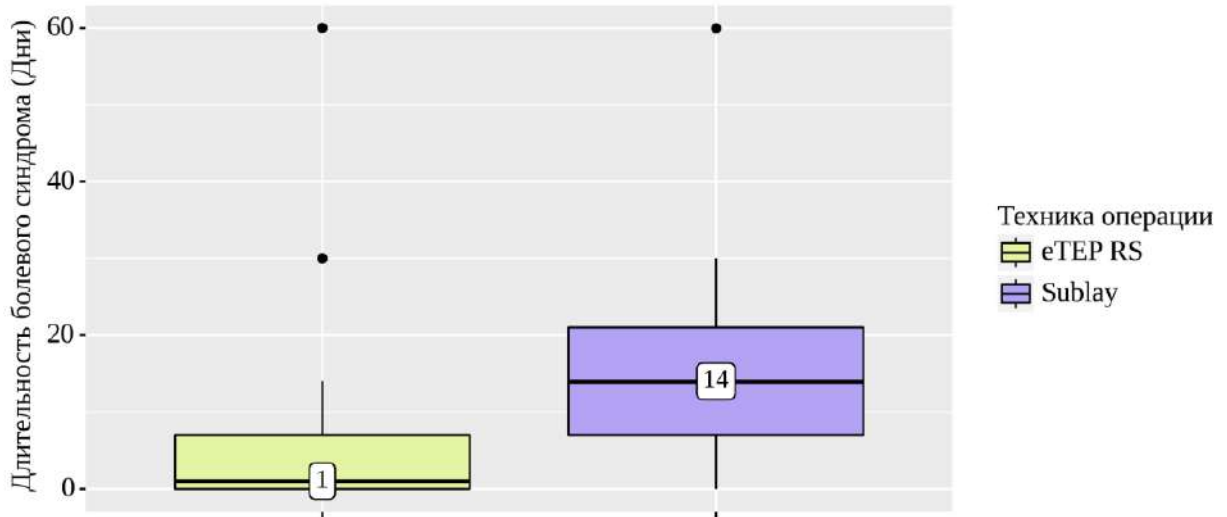 Длительность болевого синдрома (Дни)
60
40
20
0
1
14
Техника операции
eTEP RS
Sublay